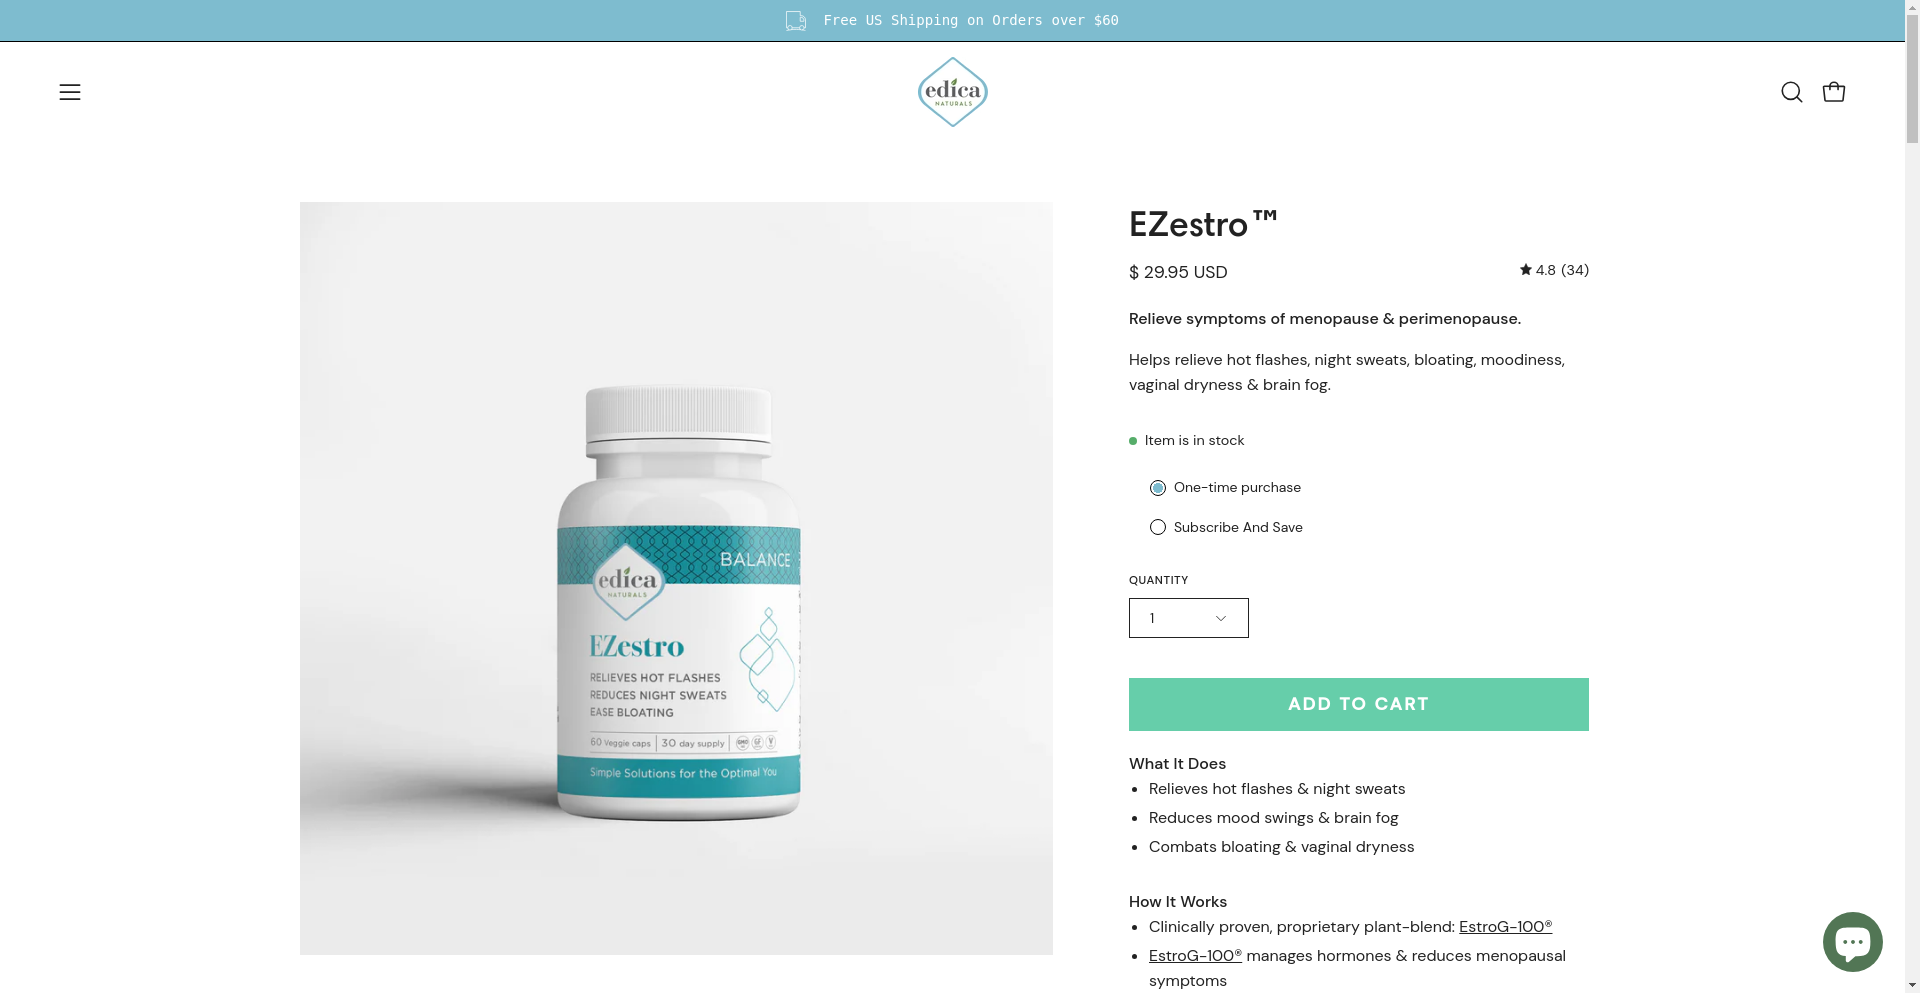 Free US Shipping on Orders over $60
edica
NATURALS
BALANCE
edica
NATURALS
EZestro
RELIEVES HOT FLASHES
REDUCES NIGHT SWEATS
EASE BLOATING
60 Veggie caps
30 day supply
Simple Solutions for the Optimal You
EZestro™
$ 29.95 USD
4.8 (34)
Relieve symptoms of menopause & perimenopause.
Helps relieve hot flashes, night sweats, bloating, moodiness,
vaginal dryness & brain fog.
Item is in stock
One-time purchase
Subscribe And Save
QUANTITY
1
ADD TO CART
What It Does
Relieves hot flashes & night sweats
Reduces mood swings & brain fog
Combats bloating & vaginal dryness
How It Works
Clinically proven, proprietary plant-blend: EstroG-100®
EstroG-100® manages hormones & reduces menopausal
symptoms